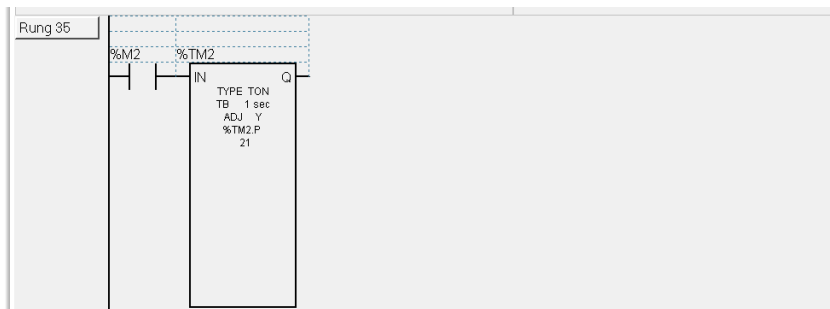 Rung 35
%M2 %TM2
IN Q
TYPE TON
TB 1 sec
ADJ Y
%TM2.P
21